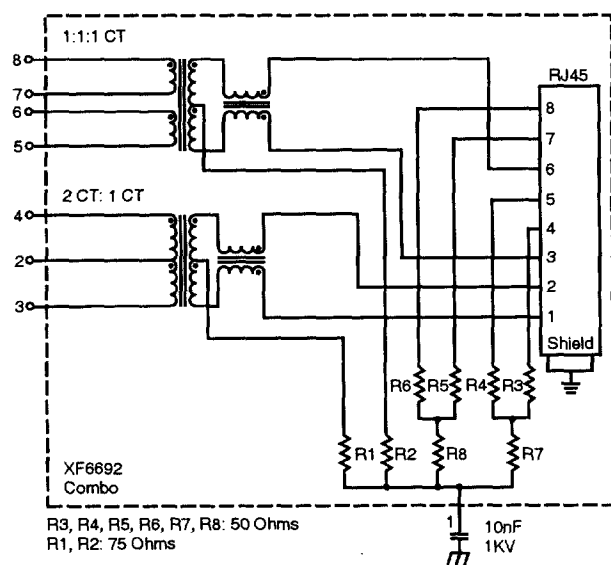 1:1:1 CT
RJ45
8
7
6
5
8
7
6
5
4
3
2
1
2 CT: 1 CT
4
2
3
Shield
R6 R5 R4 R3
R1 R2 R8 R7
XF6692
Combo
R3, R4, R5, R6, R7, R8: 50 Ohms
R1, R2: 75 Ohms
1
10nF
1KV